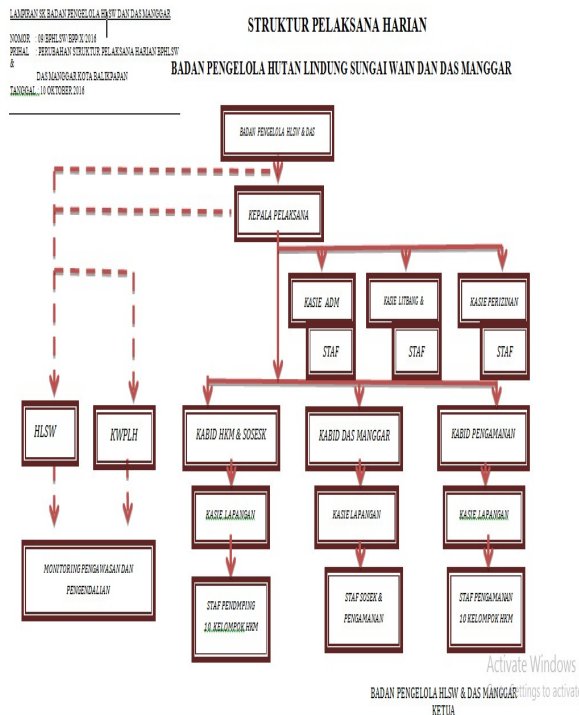 LAMPIRAN SK BADAN PENGELOLA HLSW DAN DAS MANGGAR
NOMOR : 09/BPHLSW-BPP/X/2016
PRIHAL : PERUBAHAN STRUKTUR PELAKSANA HARIAN BPHLSW
&
DAS MANGGAR KOTA BALIKPAPAN
TANGGAL : 10 OKTOBER 2016
STRUKTUR PELAKSANA HARIAN
BADAN PENGELOLA HUTAN LINDUNG SUNGAI WAIN DAN DAS MANGGAR
BADAN PENGELOLA HLSW & DAS
KEPALA PELAKSANA
KASIE ADM
KASIE LITBANG &
KASIE PERIZINAN
STAF
STAF
STAF
HLSW
KWPLH
KABID HKM & SOSESK
KABID DAS MANGGAR
KABID PENGAMANAN
KASIE LAPANGAN
KASIE LAPANGAN
KASIE LAPANGAN
MONITORING PENGAWASAN DAN
PENGENDALIAN
STAF PENDMPING
10 KELOMPOK HKM
STAF SOSEK &
PENGAMANAN
STAF PENGAMANAN
10 KELOMPOK HKM
Activate Windows
Settings to activate
BADAN PENGELOLA HLSW & DAS MANGGAR
KETUA